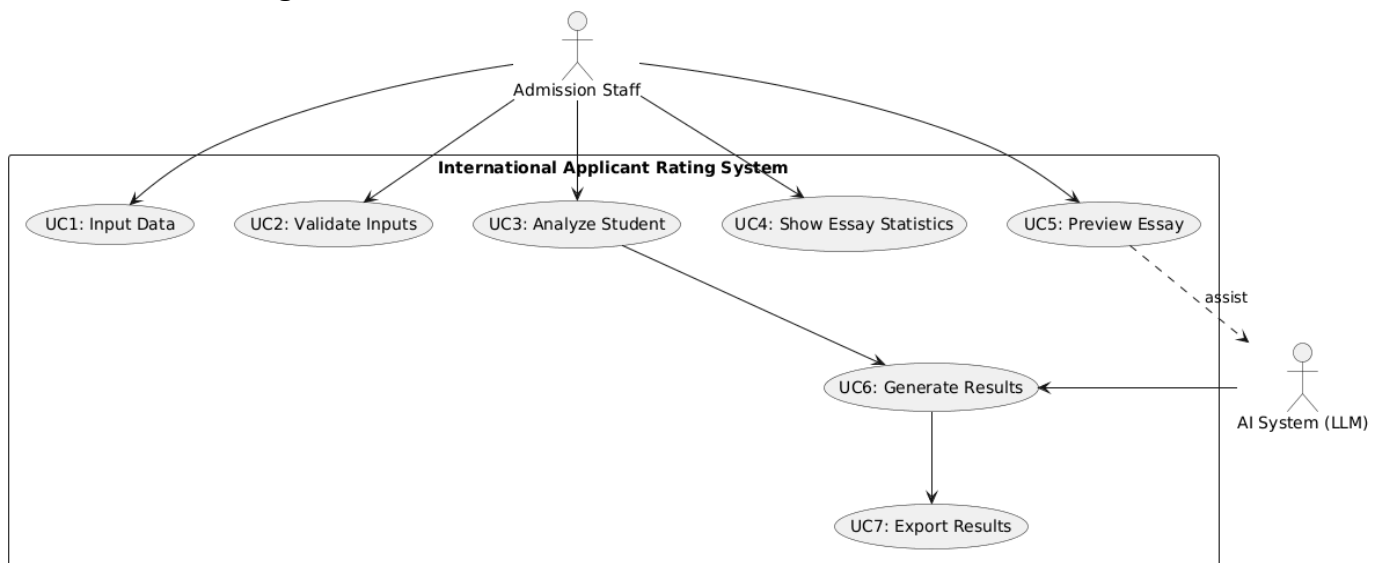 Admission Staff
International Applicant Rating System
UC1: Input Data
UC2: Validate Inputs
UC3: Analyze Student
UC4: Show Essay Statistics
UC5: Preview Essay
assist
UC6: Generate Results
AI System (LLM)
UC7: Export Results